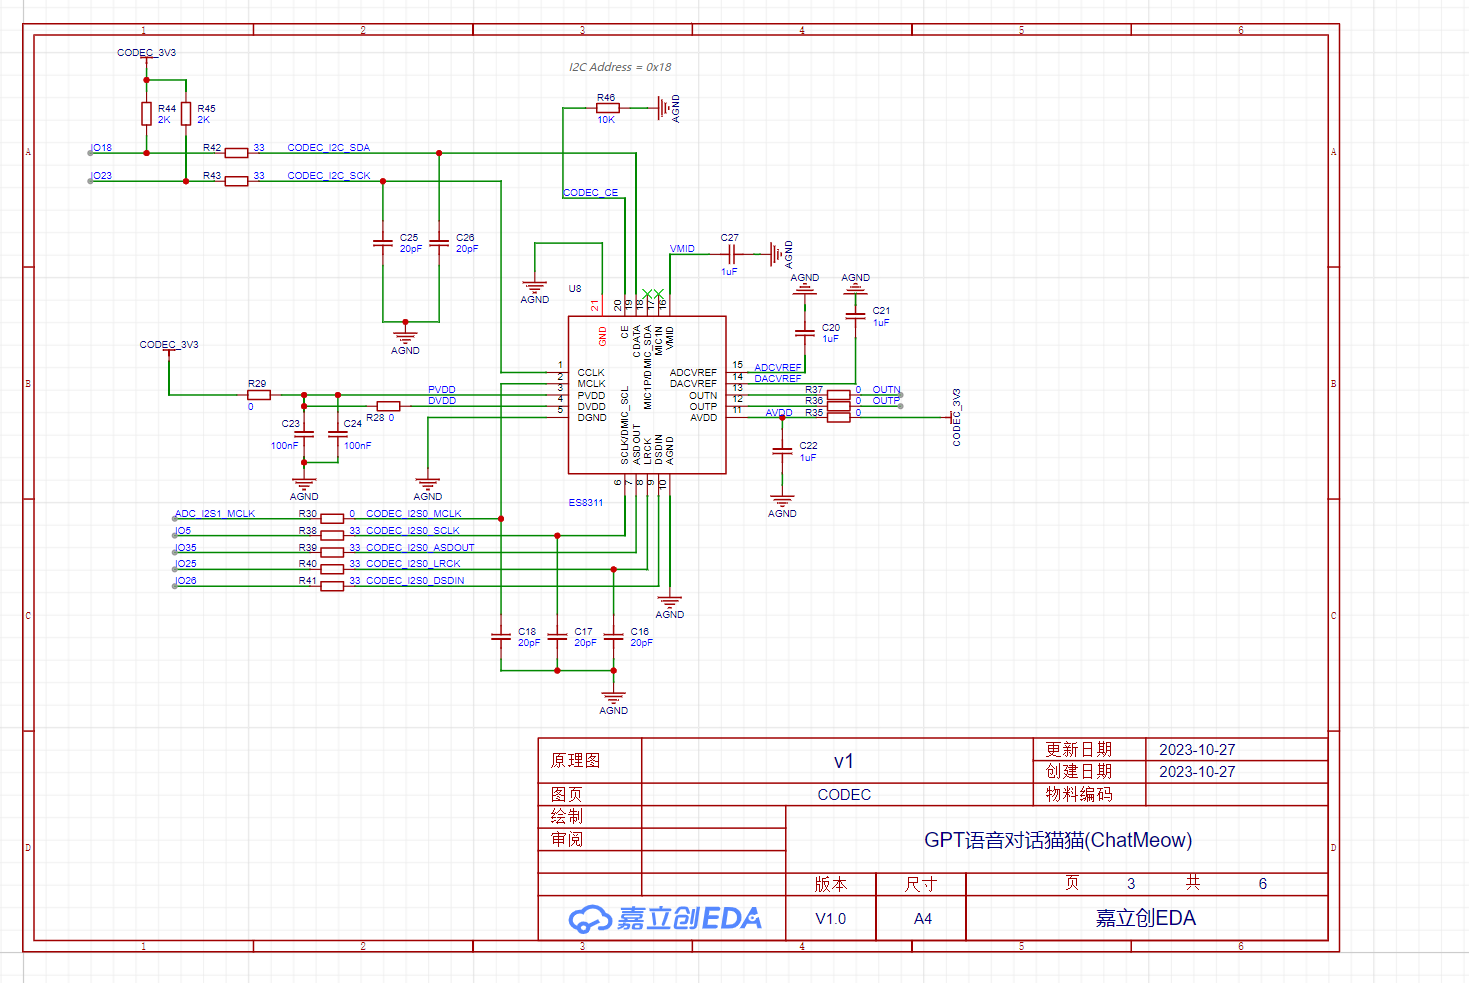 1 2 3 4 5 6
CODEC_3V3
I2C Address = 0x18
R44
2K
R45
2K
R46
10K
AGND
A
A
IO18
R42
33
CODEC_I2C_SDA
IO23
R43
33
CODEC_I2C_SCK
CODEC_CE
C25
20pF
C26
20pF
VMID
C27
1uF
AGND
AGND
AGND
AGND
U8
C20
1uF
C21
1uF
AGND
CODEC_3V3
21
20
19
18
17
16
GND
CE
CDATA
MIC1P/DMIC_SDA
MIC1N
VMID
B
B
1 CCLK
2 MCLK
3 PVDD
4 DVDD
5 DGND
ADCVREF 15
DACVREF 14
OUTN 13
OUTP 12
AVDD 11
ADCVREF
DACVREF
R37 0 OUTN
R36 0 OUTP
AVDD R35 0
CODEC_3V3
R29
0
PVDD
DVDD
R28 0
C23
100nF
C24
100nF
AGND
AGND
SCLK/DMIC_SCL
ASDOUT
LRCK
DSDIN
AGND
6
7
8
9
10
ES8311
C22
1uF
AGND
ADC_I2S1_MCLK R30 0 CODEC_I2S0_MCLK
IO5 R38 33 CODEC_I2S0_SCLK
IO35 R39 33 CODEC_I2S0_ASDOUT
IO25 R40 33 CODEC_I2S0_LRCK
IO26 R41 33 CODEC_I2S0_DSDIN
AGND
C
C
C18
20pF
C17
20pF
C16
20pF
AGND
原理图
v1
更新日期 2023-10-27
创建日期 2023-10-27
图页
CODEC
物料编码
绘制
审阅
GPT语音对话猫猫(ChatMeow)
D
D
版本
尺寸
页 3 共 6
嘉立创EDA
V1.0
A4
嘉立创EDA
1 2 3 4 5 6